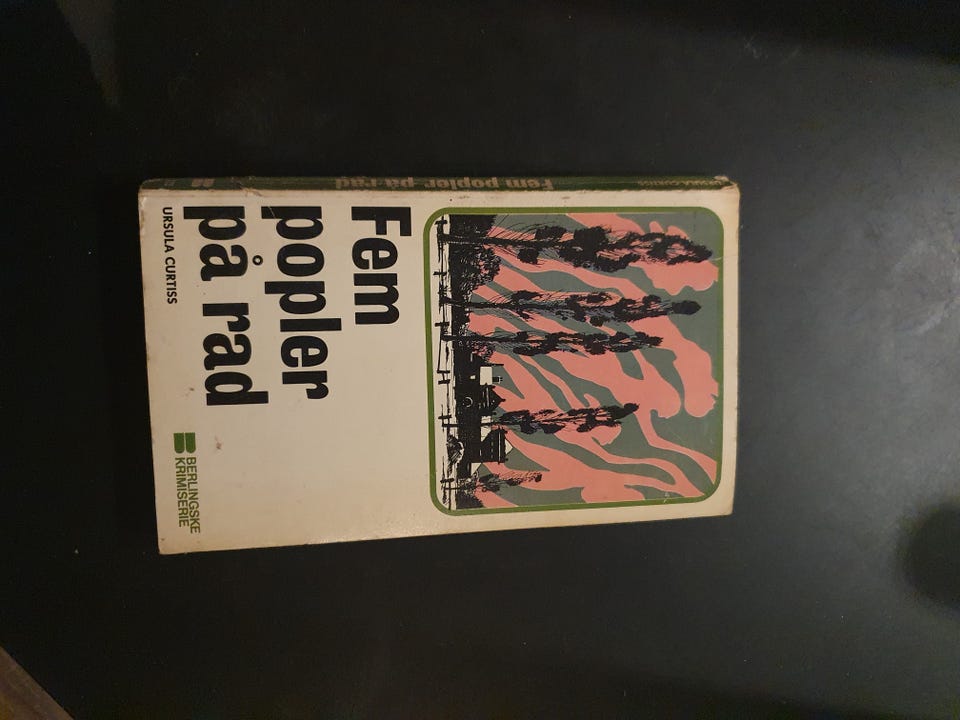 Fem
popler
på rad
URSULA CURTISS
BERLINGSKE
KRIMISERIE
Fem popler på rad